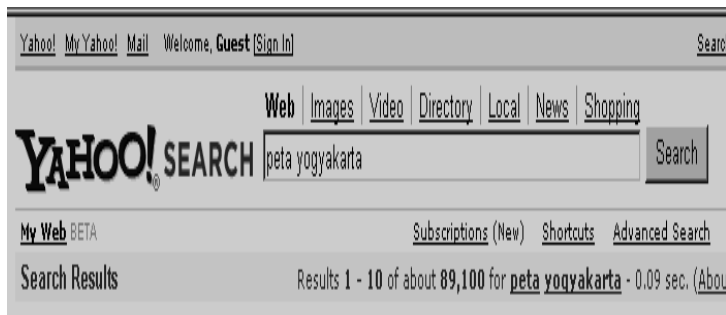 Yahoo! My Yahoo! Mail Welcome, Guest [Sign In] Search
Web Images Video Directory Local News Shopping
YAHOO!® SEARCH peta yogyakarta Search
My Web BETA Subscriptions (New) Shortcuts Advanced Search
Search Results Results 1 - 10 of about 89,100 for peta yogyakarta - 0.09 sec. (Abou